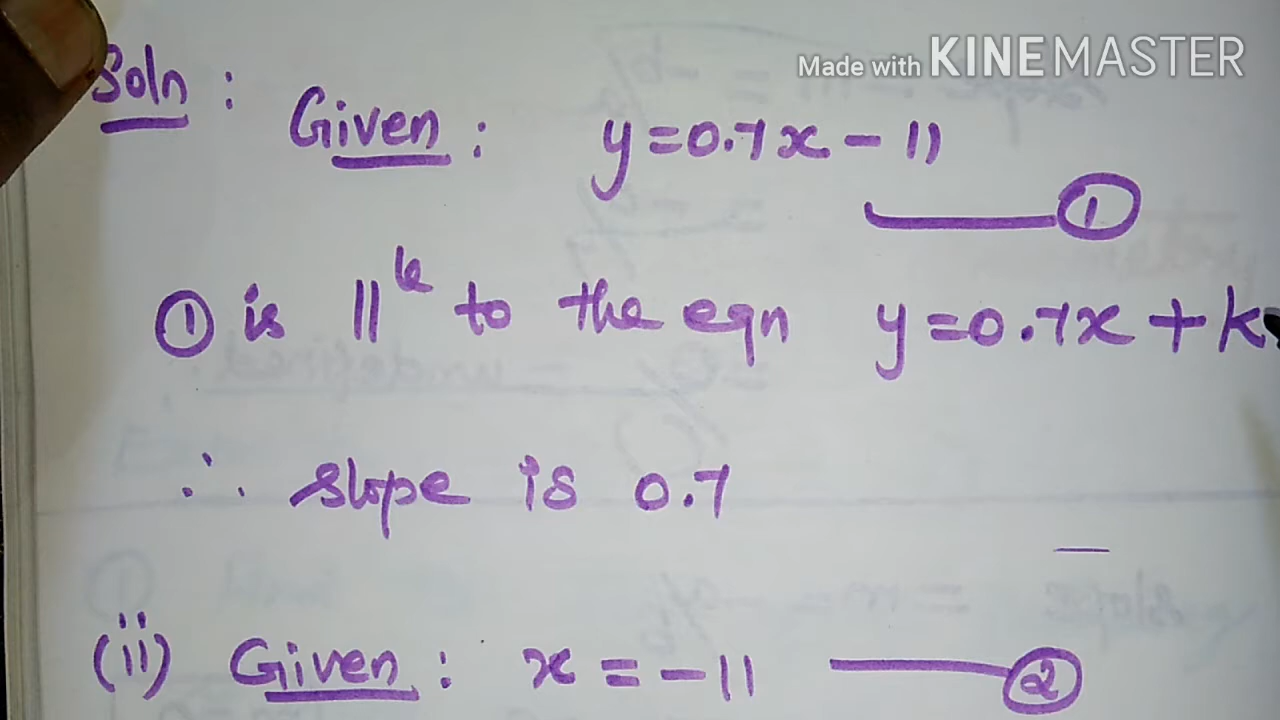 Made with KINEMASTER
Soln :
Given : y=0.7x - 11
①
① is ||k to the eqn y=0.7x + k
∴ slope is 0.7
(ii) Given : x = -11 ②